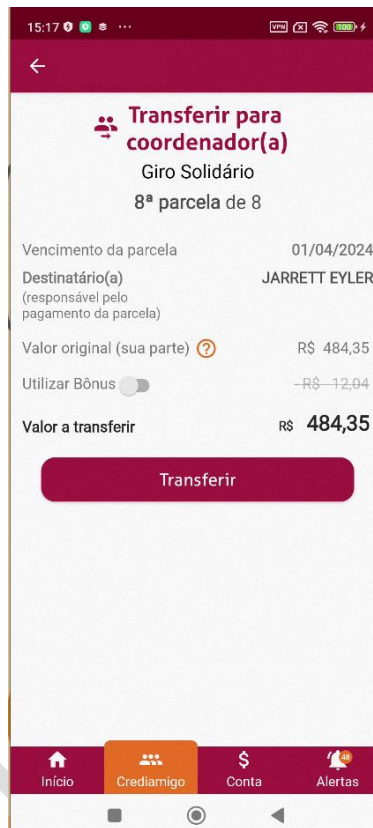 15:17
VPN
100
Transferir para
coordenador(a)
Giro Solidário
8ª parcela de 8
Vencimento da parcela 01/04/2024
Destinatário(a) JARRETT EYLER
(responsável pelo
pagamento da parcela)
Valor original (sua parte) ? R$ 484,35
Utilizar Bônus -R$ 12,04
Valor a transferir R$ 484,35
Transferir
48
Início Crediamigo Conta Alertas